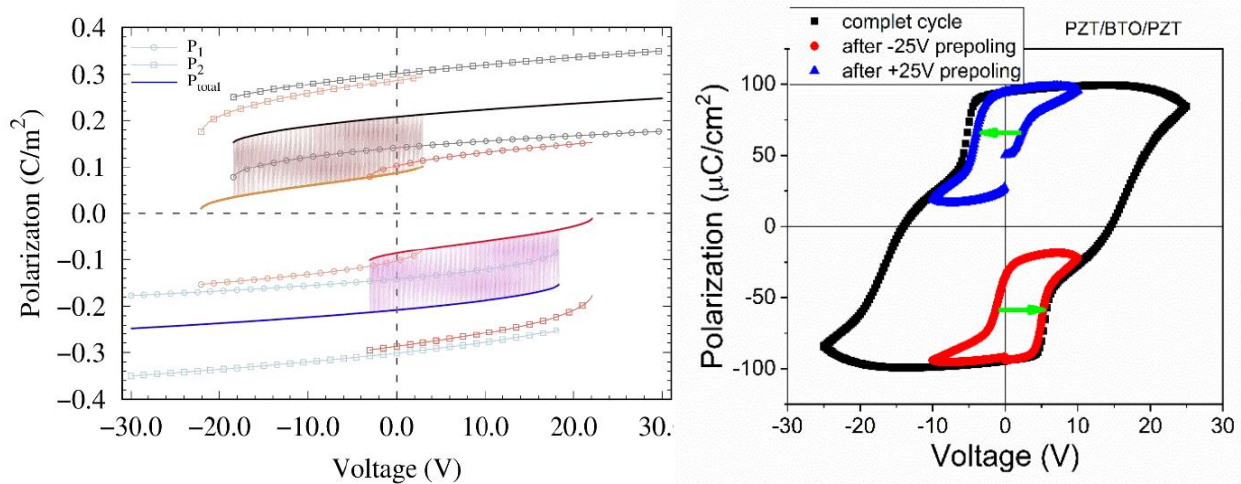 P1
P2
Ptotal
0.4
0.3
0.2
0.1
0.0
−0.1
−0.2
−0.3
−0.4
Polarizaton (C/m2)
−30.0 −20.0 −10.0 0.0 10.0 20.0 30.
Voltage (V)
complet cycle
after -25V prepoling
after +25V prepoling
PZT/BTO/PZT
100
50
0
-50
-100
Polarization (μC/cm2)
-30 -20 -10 0 10 20 30
Voltage (V)